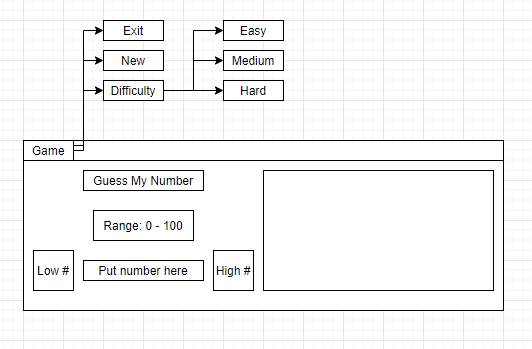 Exit
Easy
New
Medium
Difficulty
Hard
Game
Guess My Number
Range: 0 - 100
Low #
Put number here
High #